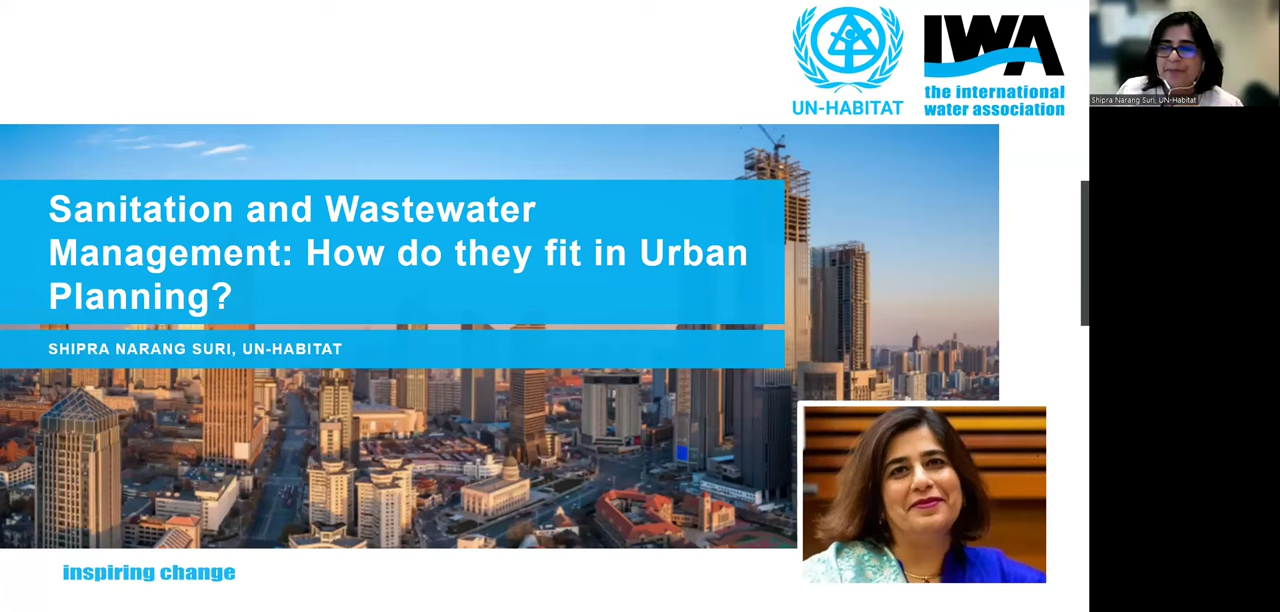 UN-HABITAT
IWA
the international
water association
Shipra Narang Suri, UN-Habitat
Sanitation and Wastewater
Management: How do they fit in Urban
Planning?
SHIPRA NARANG SURI, UN-HABITAT
inspiring change